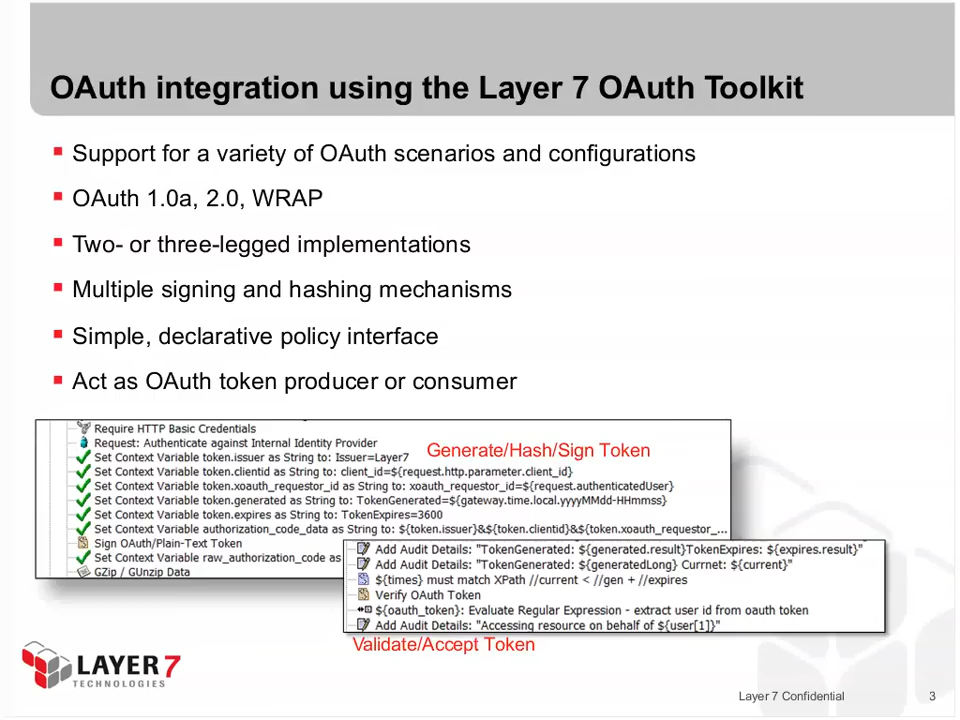 OAuth integration using the Layer 7 OAuth Toolkit
Support for a variety of OAuth scenarios and configurations
OAuth 1.0a, 2.0, WRAP
Two- or three-legged implementations
Multiple signing and hashing mechanisms
Simple, declarative policy interface
Act as OAuth token producer or consumer
Require HTTP Basic Credentials
Request: Authenticate against Internal Identity Provider
Generate/Hash/Sign Token
Set Context Variable token.issuer as String to: Issuer=Layer7
Set Context Variable token.clientid as String to: client_id=${request.http.parameter.client_id}
Set Context Variable token.xoauth_requestor_id as String to: xoauth_requestor_id=${request.authenticatedUser}
Set Context Variable token.generated as String to: TokenGenerated=${gateway.time.local.yyyyMMdd-HHmmss}
Set Context Variable token.expires as String to: TokenExpires=3600
Set Context Variable authorization_code_data as String to: ${token.issuer}&${token.clientid}&${token.xoauth_requestor_...
Sign OAuth/Plain-Text Token
Set Context Variable raw_authorization_code as
GZip / GUnzip Data
Add Audit Details: "TokenGenerated: ${generated.result}TokenExpires: ${expires.result}"
Add Audit Details: "TokenGenerated: ${generatedLong} Currnet: ${current}"
${times} must match XPath //current < //gen + //expires
Verify OAuth Token
${oauth_token}: Evaluate Regular Expression - extract user id from oauth token
Add Audit Details: "Accessing resource on behalf of ${user[1]}"
Validate/Accept Token
LAYER 7
TECHNOLOGIES
Layer 7 Confidential
3